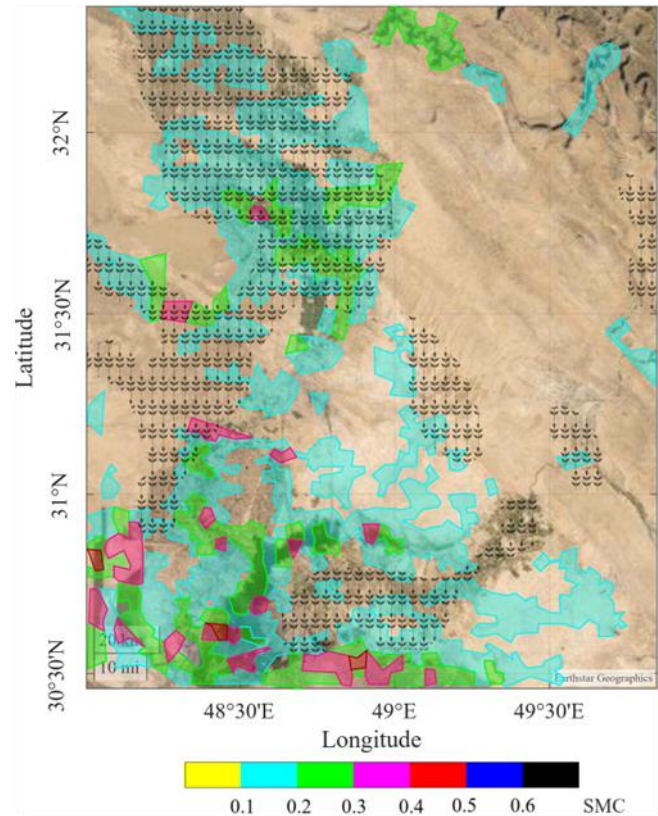 32°N
31°30'N
31°N
30°30'N
Latitude
20 km
10 mi
Earthstar Geographics
48°30'E 49°E 49°30'E
Longitude
0.1 0.2 0.3 0.4 0.5 0.6 SMC